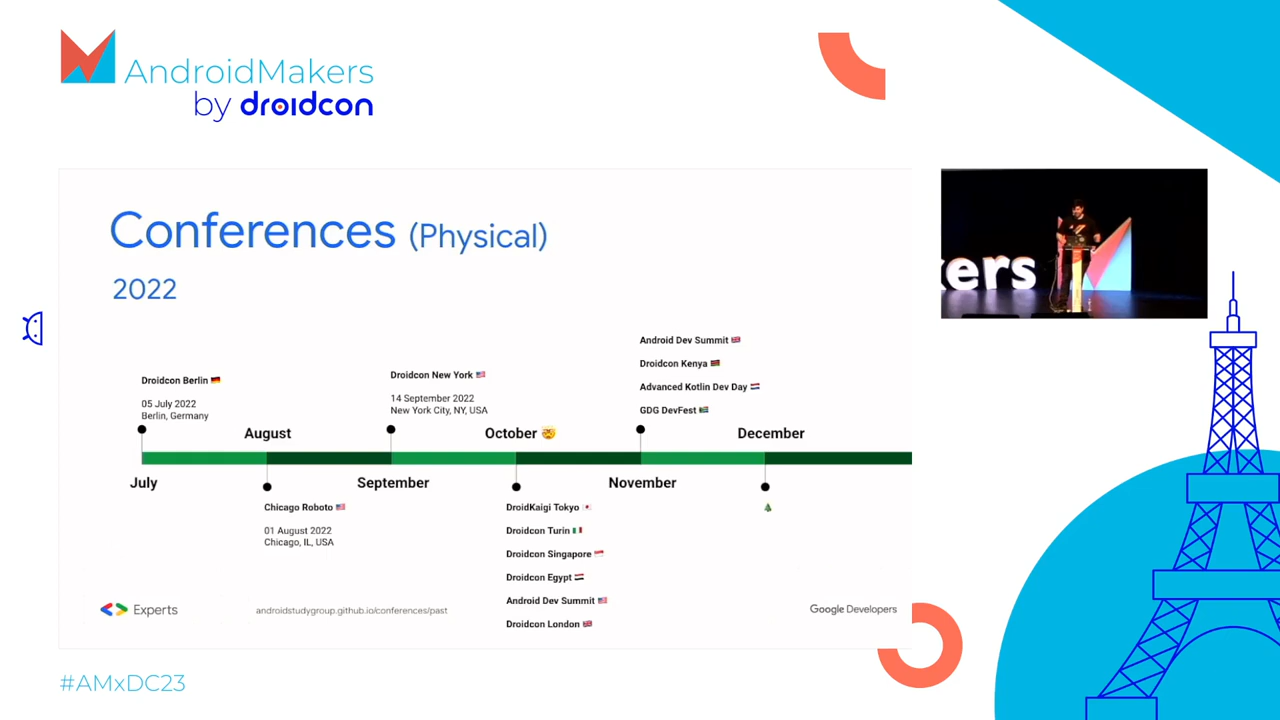 AndroidMakers
by droidcon
Conferences (Physical)
2022
Android Dev Summit 🇬🇧
Droidcon Kenya 🇰🇪
Advanced Kotlin Dev Day 🇳🇱
GDG DevFest 🇿🇦
Droidcon Berlin 🇩🇪
05 July 2022
Berlin, Germany
Droidcon New York 🇺🇸
14 September 2022
New York City, NY, USA
August
October 🤯
December
July
September
November
Chicago Roboto 🇺🇸
01 August 2022
Chicago, IL, USA
DroidKaigi Tokyo 🇯🇵
Droidcon Turin 🇮🇹
Droidcon Singapore 🇸🇬
Droidcon Egypt 🇪🇬
Android Dev Summit 🇺🇸
Droidcon London 🇬🇧
🎄
Experts
androidstudygroup.github.io/conferences/past
Google Developers
kers
#AMxDC23